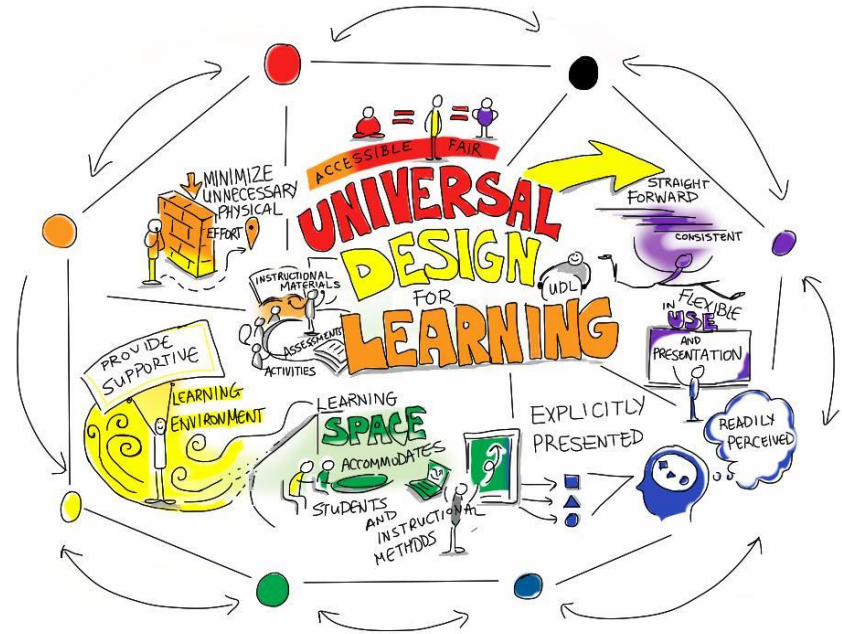 ACCESSIBLE FAIR
UNIVERSAL
DESIGN
FOR
LEARNING
UDL
MINIMIZE
UNNECESSARY
PHYSICAL
EFFORT
INSTRUCTIONAL
MATERIALS
ASSESSMENTS
ACTIVITIES
STRAIGHT
FORWARD
CONSISTENT
IN FLEXIBLE
USE
AND
PRESENTATION
PROVIDE
SUPPORTIVE
LEARNING
ENVIRONMENT
LEARNING
SPACE
ACCOMMODATES
STUDENTS
AND
INSTRUCTIONAL
METHODS
EXPLICITLY
PRESENTED
READILY
PERCEIVED